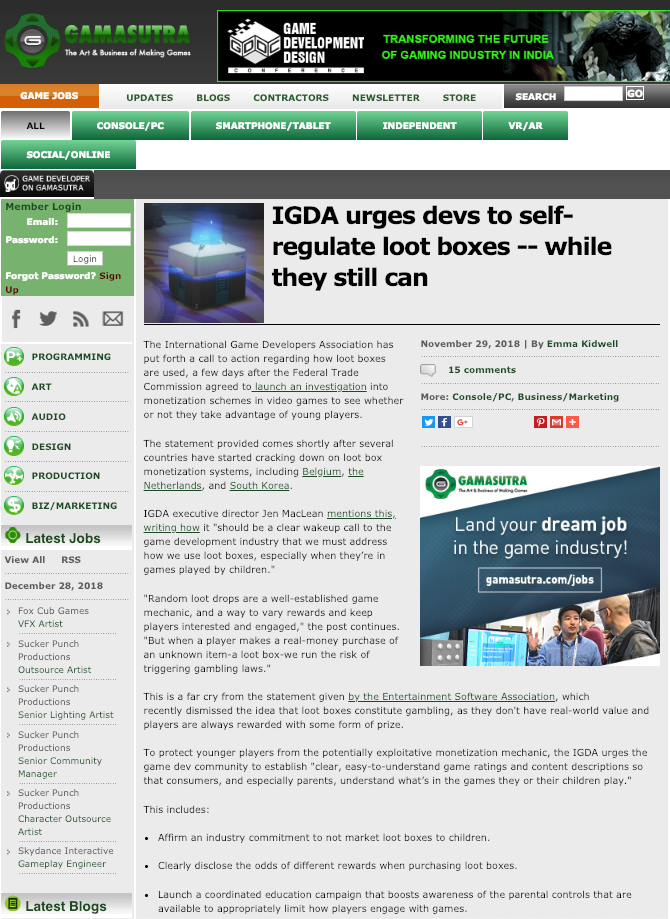 GAMASUTRA
The Art & Business of Making Games
GAME
DEVELOPMENT
DESIGN
CONFERENCE
TRANSFORMING THE FUTURE
OF GAMING INDUSTRY IN INDIA
GAME JOBS
UPDATES BLOGS CONTRACTORS NEWSLETTER STORE
SEARCH GO
ALL CONSOLE/PC SMARTPHONE/TABLET INDEPENDENT VR/AR
SOCIAL/ONLINE
gd GAME DEVELOPER
ON GAMASUTRA
Member Login
Email:
Password:
Login
Forgot Password? Sign
Up
PROGRAMMING
ART
AUDIO
DESIGN
PRODUCTION
BIZ/MARKETING
Latest Jobs
View All RSS
December 28, 2018
Fox Cub Games
VFX Artist
Sucker Punch
Productions
Outsource Artist
Sucker Punch
Productions
Senior Lighting Artist
Sucker Punch
Productions
Senior Community
Manager
Sucker Punch
Productions
Character Outsource
Artist
Skydance Interactive
Gameplay Engineer
Latest Blogs
IGDA urges devs to self-
regulate loot boxes -- while
they still can
The International Game Developers Association has
put forth a call to action regarding how loot boxes
are used, a few days after the Federal Trade
Commission agreed to launch an investigation into
monetization schemes in video games to see whether
or not they take advantage of young players.
The statement provided comes shortly after several
countries have started cracking down on loot box
monetization systems, including Belgium, the
Netherlands, and South Korea.
IGDA executive director Jen MacLean mentions this,
writing how it "should be a clear wakeup call to the
game development industry that we must address
how we use loot boxes, especially when they're in
games played by children."
"Random loot drops are a well-established game
mechanic, and a way to vary rewards and keep
players interested and engaged," the post continues.
"But when a player makes a real-money purchase of
an unknown item-a loot box-we run the risk of
triggering gambling laws."
November 29, 2018 | By Emma Kidwell
15 comments
More: Console/PC, Business/Marketing
G+
GAMASUTRA
The Art & Business of Making Games
Land your dream job
in the game industry!
gamasutra.com/jobs
This is a far cry from the statement given by the Entertainment Software Association, which
recently dismissed the idea that loot boxes constitute gambling, as they don't have real-world value and
players are always rewarded with some form of prize.
To protect younger players from the potentially exploitative monetization mechanic, the IGDA urges the
game dev community to establish "clear, easy-to-understand game ratings and content descriptions so
that consumers, and especially parents, understand what's in the games they or their children play."
This includes:
• Affirm an industry commitment to not market loot boxes to children.
• Clearly disclose the odds of different rewards when purchasing loot boxes.
• Launch a coordinated education campaign that boosts awareness of the parental controls that are
available to appropriately limit how players engage with games.